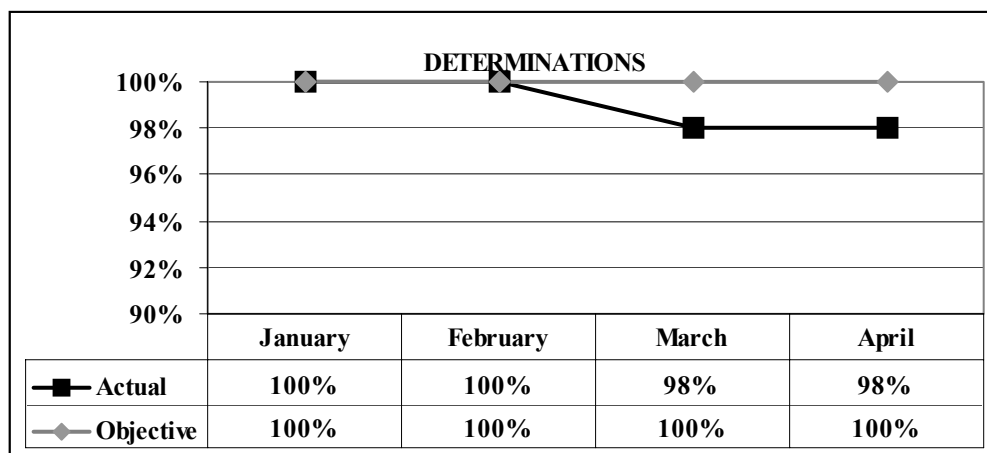 DETERMINATIONS
100%
98%
96%
94%
92%
90%
January February March April
Actual 100% 100% 98% 98%
Objective 100% 100% 100% 100%